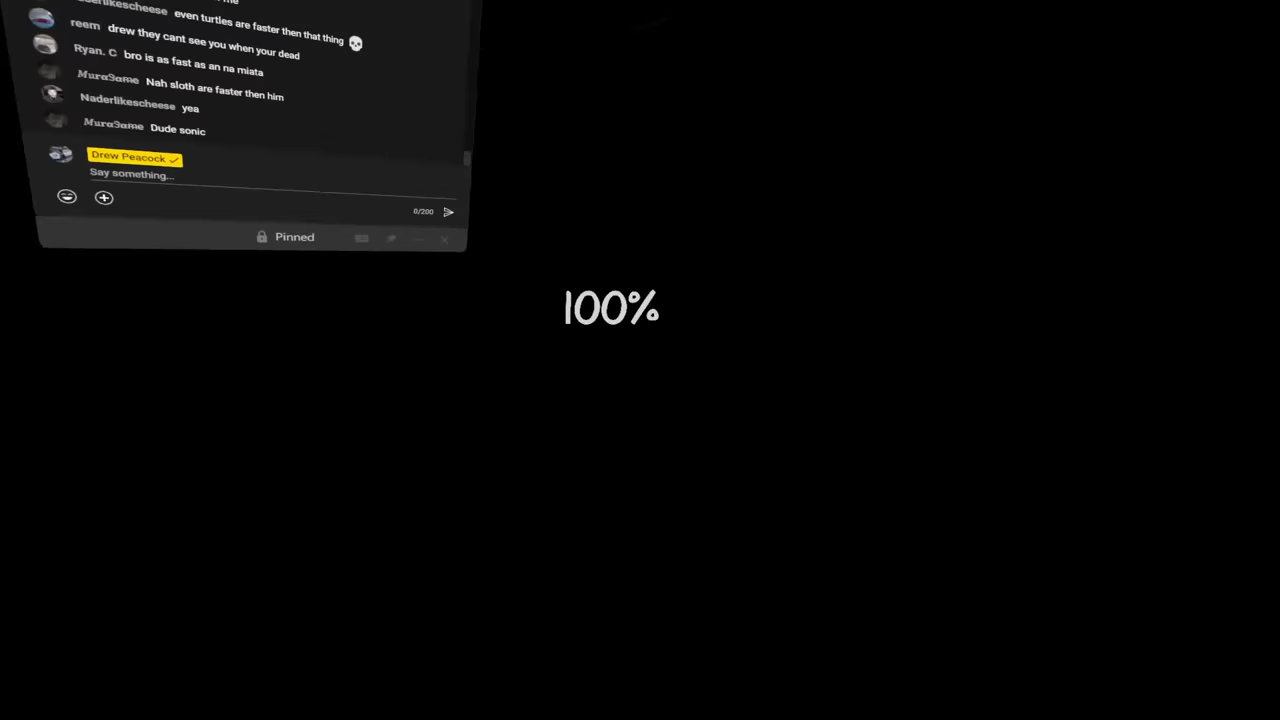 me
aderlikescheese even turtles are faster then that thing 💀
reem drew they cant see you when your dead
Ryan. C bro is as fast as an na miata
MuraSame Nah sloth are faster then him
Naderlikescheese yea
MuraSame Dude sonic
Drew Peacock
Say something...
0/200
Pinned
100%